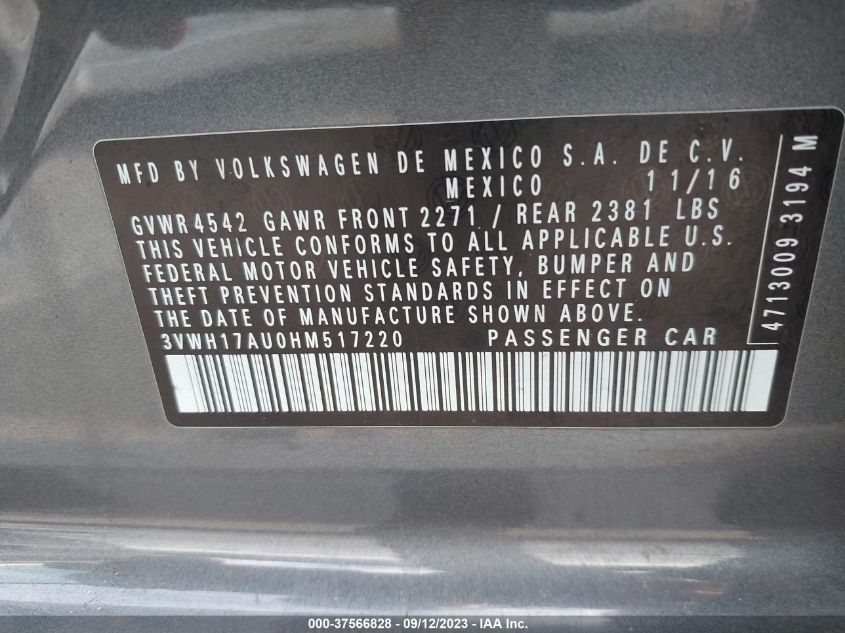 MFD BY VOLKSWAGEN DE MEXICO S.A. DE C.V.
MEXICO 11/16
GVWR 4542 GAWR FRONT 2271 / REAR 2381 LBS
THIS VEHICLE CONFORMS TO ALL APPLICABLE U.S.
FEDERAL MOTOR VEHICLE SAFETY, BUMPER AND
THEFT PREVENTION STANDARDS IN EFFECT ON
THE DATE OF MANUFACTURE SHOWN ABOVE.
3VWH17AU0HM517220 PASSENGER CAR
4713009 3194 M
000-37566828 - 09/12/2023 - IAA Inc.